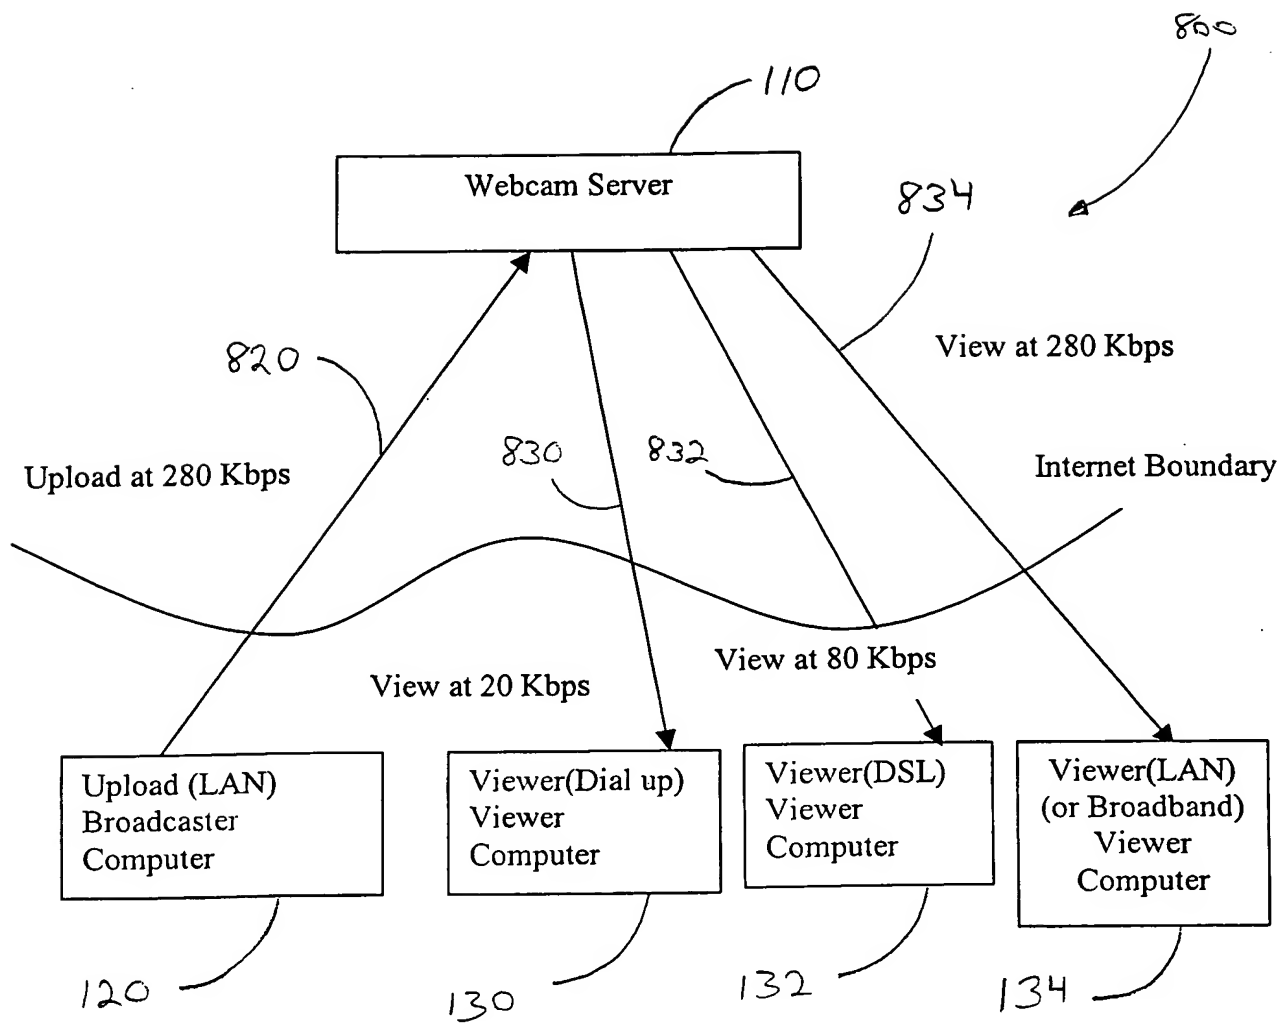 800
110
Webcam Server
834
820
View at 280 Kbps
830
832
Upload at 280 Kbps
Internet Boundary
View at 20 Kbps
View at 80 Kbps
Upload (LAN)
Broadcaster
Computer
Viewer(Dial up)
Viewer
Computer
Viewer(DSL)
Viewer
Computer
Viewer(LAN)
(or Broadband)
Viewer
Computer
120
130
132
134